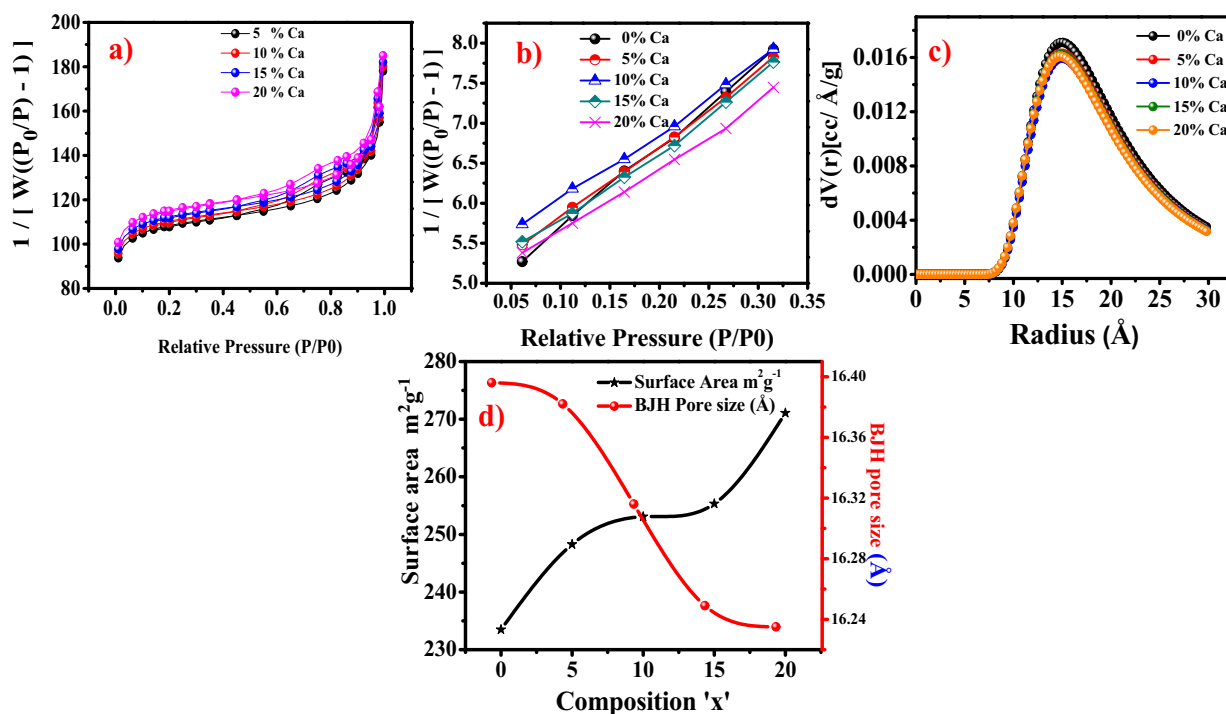 a)
5 % Ca
10 % Ca
15 % Ca
20 % Ca
1 / [ W((P0/P) - 1) ]
200
180
160
140
120
100
80
0.0 0.2 0.4 0.6 0.8 1.0
Relative Pressure (P/P0)
b)
0% Ca
5% Ca
10% Ca
15% Ca
20% Ca
1 / [ W((P0/P) - 1)) ]
8.0
7.5
7.0
6.5
6.0
5.5
5.0
0.05 0.10 0.15 0.20 0.25 0.30 0.35
Relative Pressure (P/P0)
c)
0% Ca
5% Ca
10% Ca
15% Ca
20% Ca
dV(r)[cc/ Å/g]
0.016
0.012
0.008
0.004
0.000
0 5 10 15 20 25 30
Radius (Å)
d)
Surface Area m²g⁻¹
BJH Pore size (Å)
Surface area m²g⁻¹
280
270
260
250
240
230
0 5 10 15 20
Composition 'x'
16.40
16.36
16.32
16.28
16.24
BJH pore size (Å)